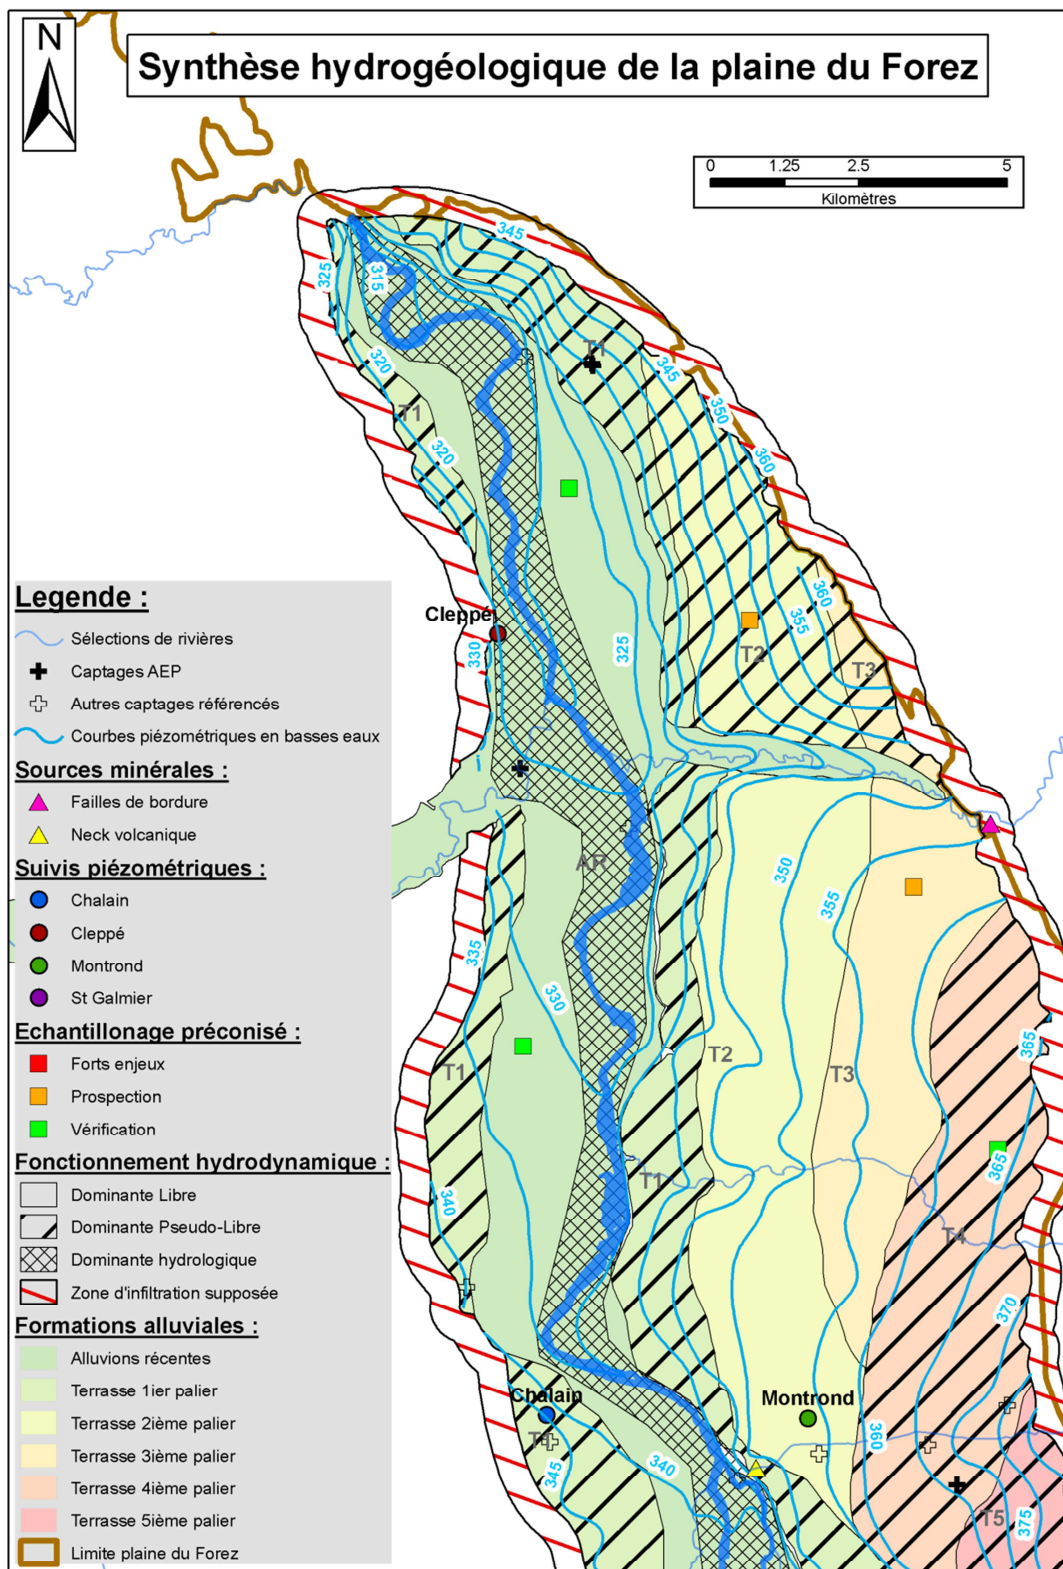 N
Synthèse hydrogéologique de la plaine du Forez
0 1.25 2.5 5
Kilomètres
345
325
315
T1
345
320
T1
350
320
360
Cleppé
330
325
360
355
T2
T3
Legende :
Sélections de rivières
Captages AEP
Autres captages référencés
Courbes piézométriques en basses eaux
Sources minérales :
Failles de bordure
Neck volcanique
Suivis piézométriques :
Chalain
Cleppé
Montrond
St Galmier
Echantillonage préconisé :
Forts enjeux
Prospection
Vérification
Fonctionnement hydrodynamique :
Dominante Libre
Dominante Pseudo-Libre
Dominante hydrologique
Zone d'infiltration supposée
Formations alluviales :
Alluvions récentes
Terrasse 1ier palier
Terrasse 2ième palier
Terrasse 3ième palier
Terrasse 4ième palier
Terrasse 5ième palier
Limite plaine du Forez
AR
350
355
335
330
365
T1
T2
T3
365
340
T1
T4
370
Chalain
Montrond
T1
345
340
360
T5
375